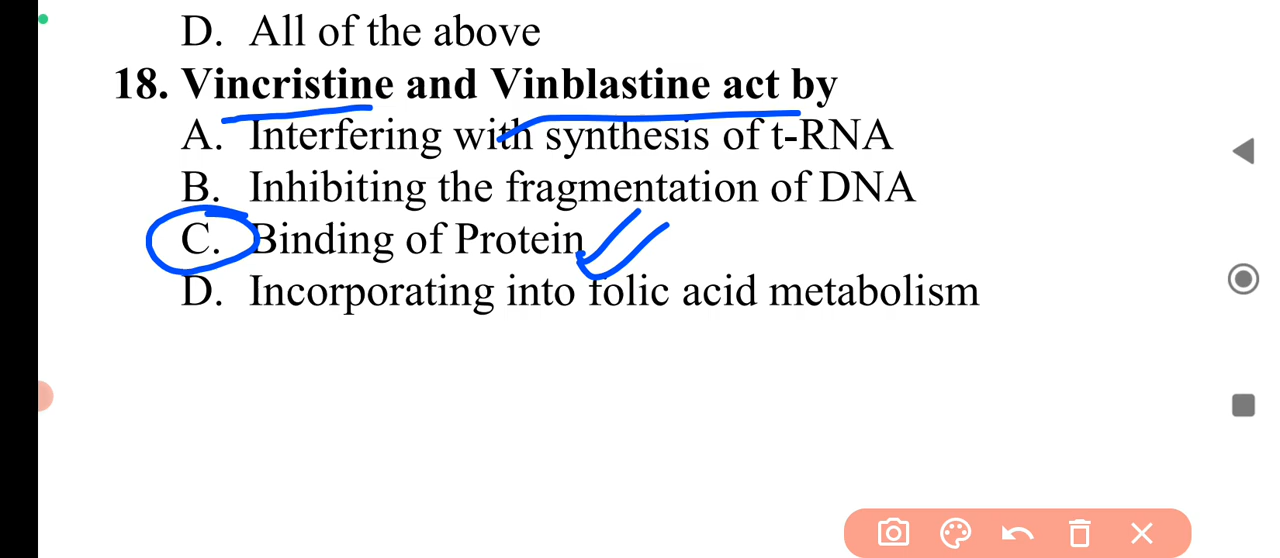 D. All of the above
18. Vincristine and Vinblastine act by
A. Interfering with synthesis of t-RNA
B. Inhibiting the fragmentation of DNA
C. Binding of Protein
D. Incorporating into folic acid metabolism